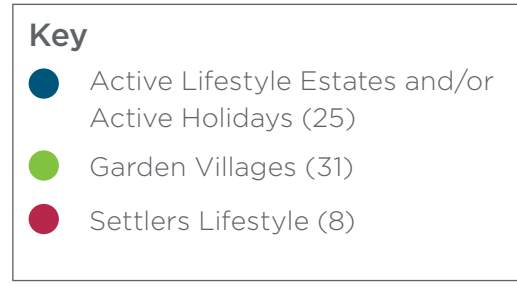 Key
Active Lifestyle Estates and/or
Active Holidays (25)
Garden Villages (31)
Settlers Lifestyle (8)